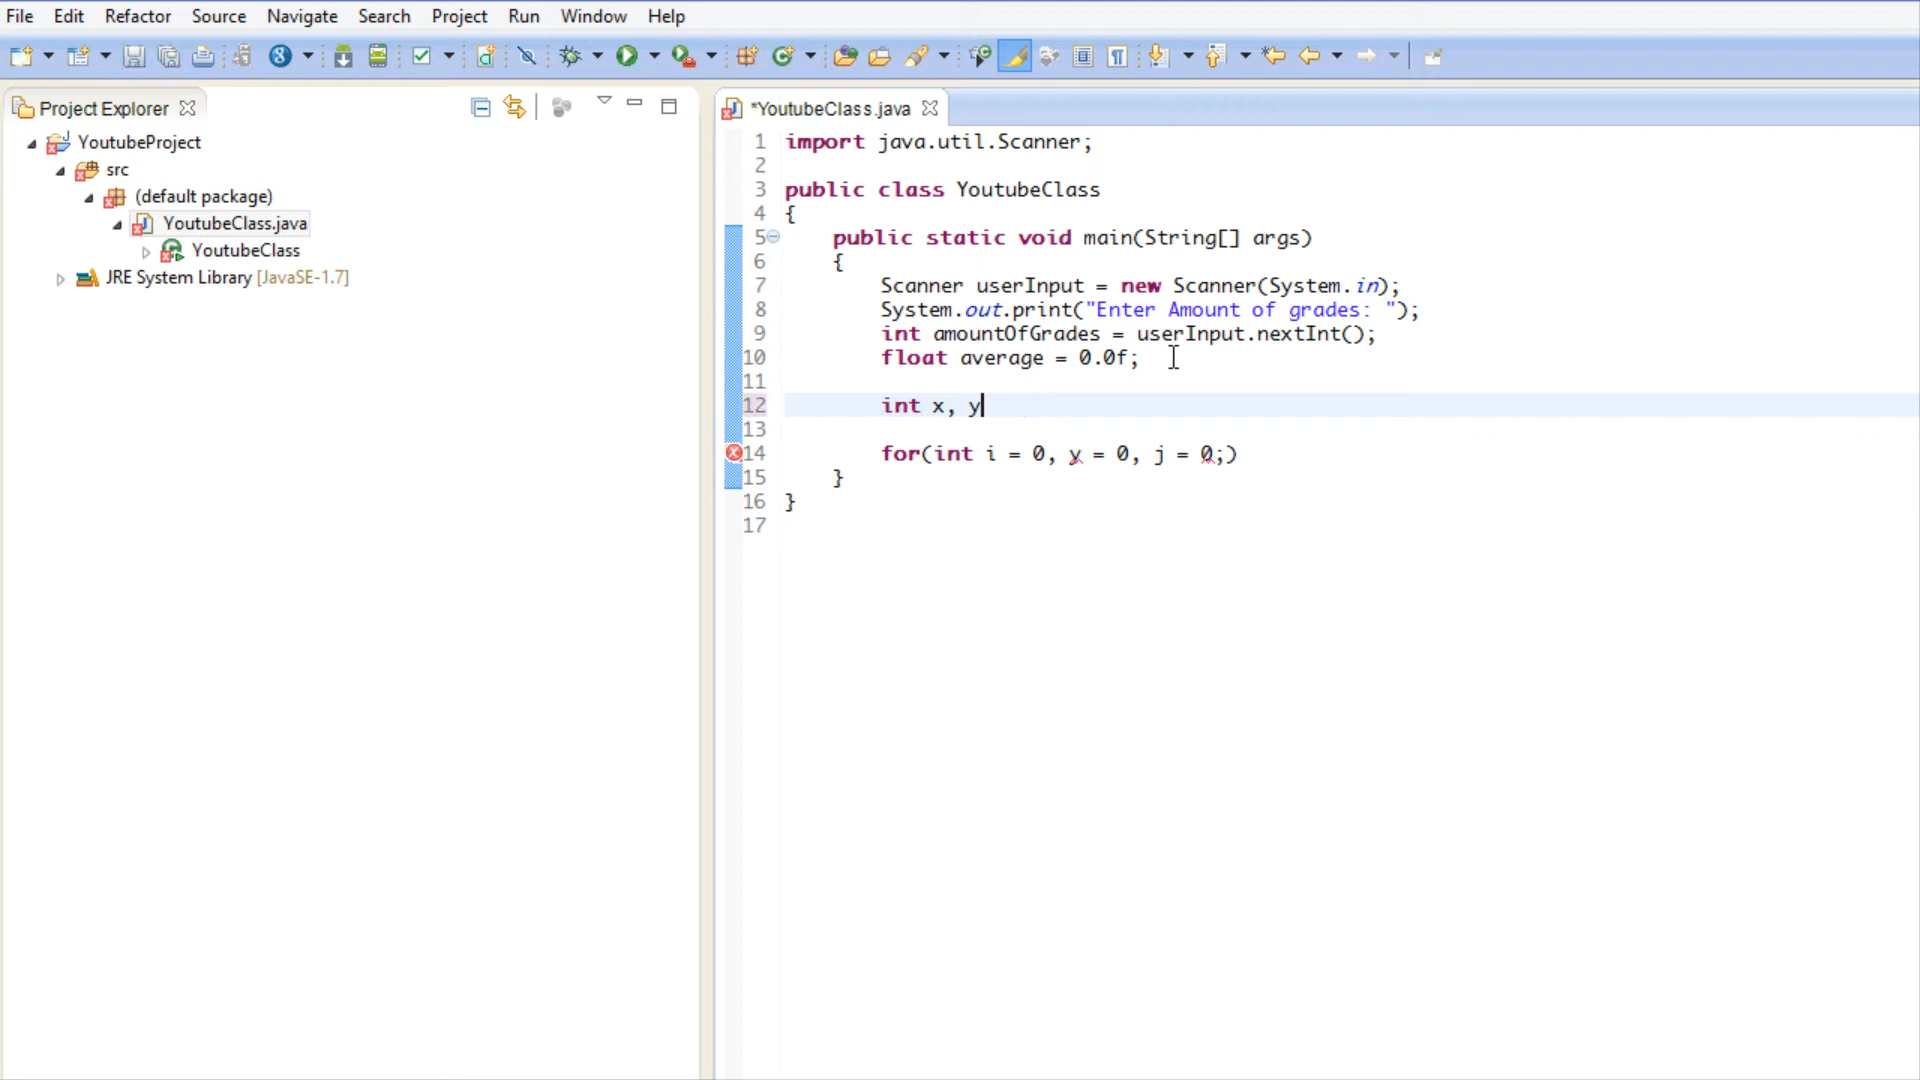 File Edit Refactor Source Navigate Search Project Run Window Help
Project Explorer
YoutubeProject
src
(default package)
YoutubeClass.java
YoutubeClass
JRE System Library [JavaSE-1.7]
*YoutubeClass.java
1 import java.util.Scanner;
2
3 public class YoutubeClass
4 {
5 public static void main(String[] args)
6 {
7 Scanner userInput = new Scanner(System.in);
8 System.out.print("Enter Amount of grades: ");
9 int amountOfGrades = userInput.nextInt();
10 float average = 0.0f;
11
12 int x, y
13
14 for(int i = 0, y = 0, j = 0;)
15 }
16 }
17